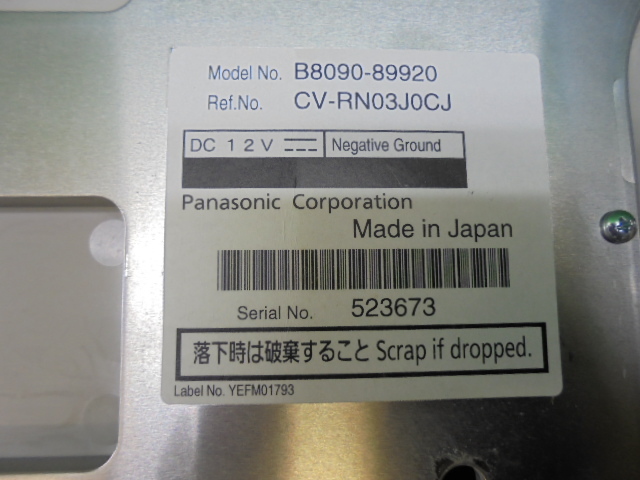 Model No. B8090-89920
Ref.No. CV-RN03J0CJ
DC 12V Negative Ground
Panasonic Corporation
Made in Japan
Serial No. 523673
落下時は破棄すること Scrap if dropped.
Label No. YEFM01793